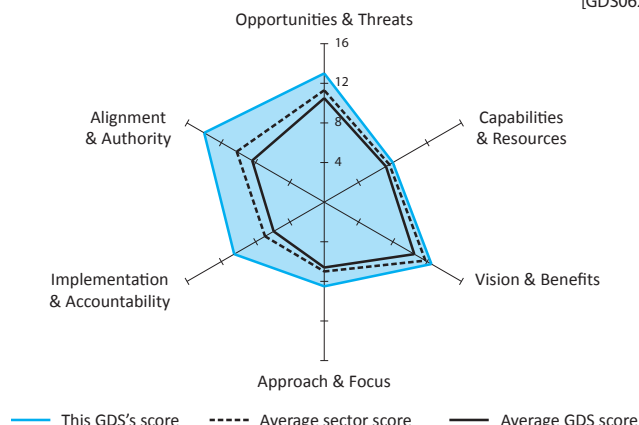 [GDS06
Opportunities & Threats
16
12
8
4
Alignment
& Authority
Capabilities
& Resources
Implementation
& Accountability
Vision & Benefits
Approach & Focus
This GDS's score
Average sector score
Average GDS score